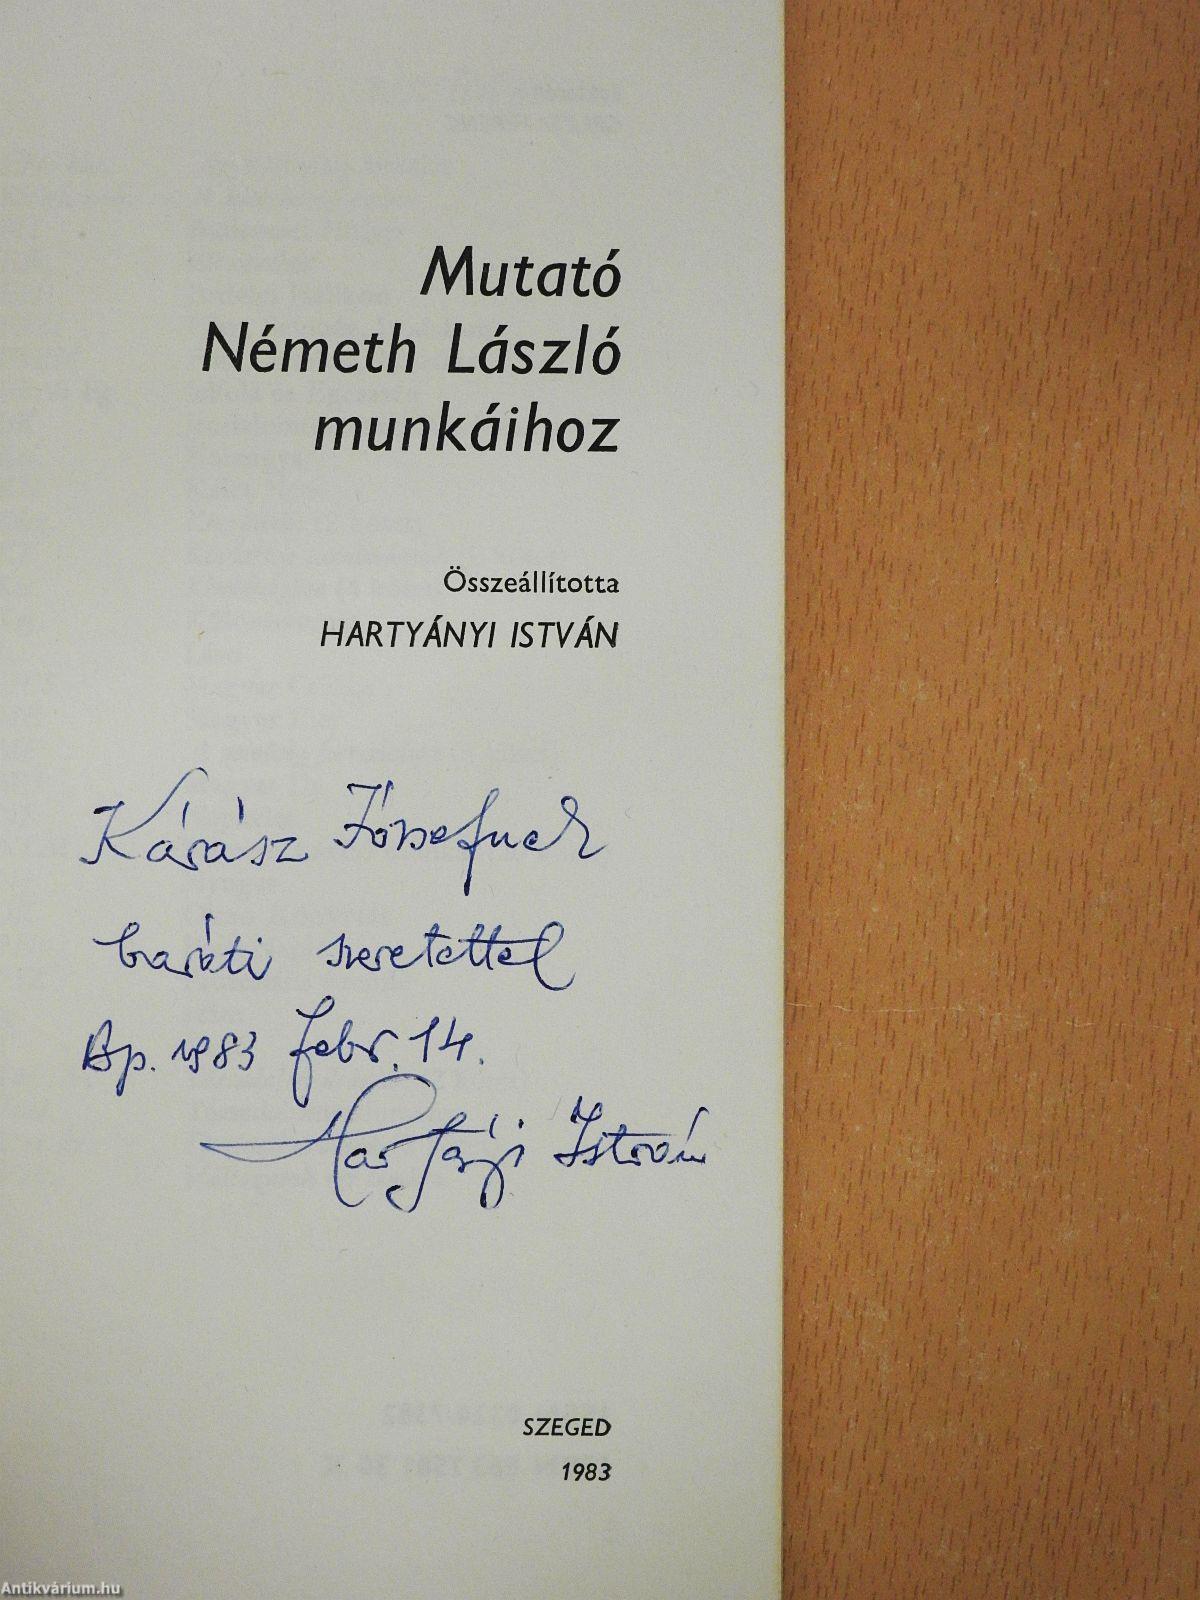 Mutató
Németh László
munkáihoz
Összeállította
HARTYÁNYI ISTVÁN
Kárász Józsefnek
baráti szeretettel
Bp. 1983 febr. 14.
Hartyányi István
SZEGED
1983
Antikvárium.hu